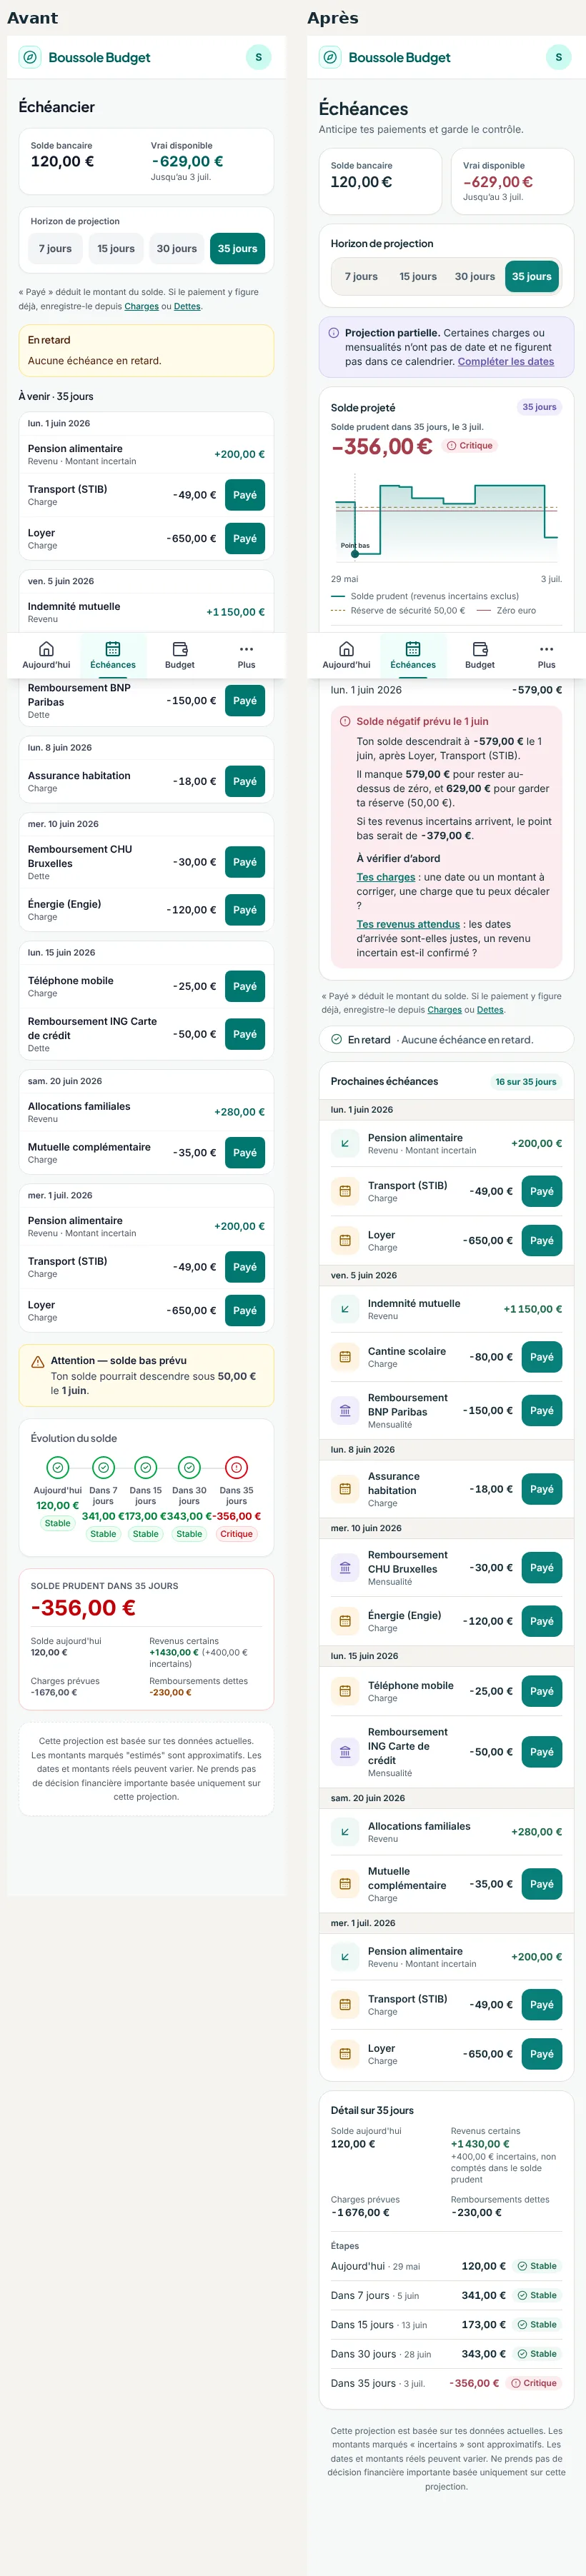 Avant
Boussole Budget
S
Échéancier
Solde bancaire
120,00 €
Vrai disponible
-629,00 €
Jusqu'au 3 juil.
Horizon de projection
7 jours
15 jours
30 jours
35 jours
« Payé » déduit le montant du solde. Si le paiement y figure
déjà, enregistre-le depuis Charges ou Dettes.
En retard
Aucune échéance en retard.
À venir · 35 jours
lun. 1 juin 2026
Pension alimentaire
Revenu · Montant incertain
+200,00 €
Transport (STIB)
Charge
-49,00 €
Payé
Loyer
Charge
-650,00 €
Payé
ven. 5 juin 2026
Indemnité mutuelle
Revenu
+1 150,00 €
Aujourd'hui
Échéances
Budget
Plus
Remboursement BNP
Paribas
Dette
-150,00 €
Payé
lun. 8 juin 2026
Assurance habitation
Charge
-18,00 €
Payé
mer. 10 juin 2026
Remboursement CHU
Bruxelles
Dette
-30,00 €
Payé
Énergie (Engie)
Charge
-120,00 €
Payé
lun. 15 juin 2026
Téléphone mobile
Charge
-25,00 €
Payé
Remboursement ING Carte
de crédit
Dette
-50,00 €
Payé
sam. 20 juin 2026
Allocations familiales
Revenu
+280,00 €
Mutuelle complémentaire
Charge
-35,00 €
Payé
mer. 1 juil. 2026
Pension alimentaire
Revenu · Montant incertain
+200,00 €
Transport (STIB)
Charge
-49,00 €
Payé
Loyer
Charge
-650,00 €
Payé
Attention — solde bas prévu
Ton solde pourrait descendre sous 50,00 €
le 1 juin.
Évolution du solde
Aujourd'hui
120,00 €
Stable
Dans 7
jours
341,00 €
Stable
Dans 15
jours
173,00 €
Stable
Dans 30
jours
343,00 €
Stable
Dans 35
jours
-356,00 €
Critique
SOLDE PRUDENT DANS 35 JOURS
-356,00 €
Solde aujourd'hui
120,00 €
Revenus certains
+1 430,00 € (+400,00 €
incertains)
Charges prévues
-1 676,00 €
Remboursements dettes
-230,00 €
Cette projection est basée sur tes données actuelles.
Les montants marqués "estimés" sont approximatifs. Les
dates et montants réels peuvent varier. Ne prends pas
de décision financière importante basée uniquement sur
cette projection.
Après
Boussole Budget
S
Échéances
Anticipe tes paiements et garde le contrôle.
Solde bancaire
120,00 €
Vrai disponible
-629,00 €
Jusqu'au 3 juil.
Horizon de projection
7 jours
15 jours
30 jours
35 jours
Projection partielle. Certaines charges ou
mensualités n'ont pas de date et ne figurent
pas dans le calendrier. Compléter les dates
Solde projeté
35 jours
Solde prudent dans 35 jours, le 3 juil.
-356,00 €
Critique
Point bas
29 mai
3 juil.
Solde prudent (revenus incertains exclus)
Réserve de sécurité 50,00 €
Zéro euro
Aujourd'hui
Échéances
Budget
Plus
lun. 1 juin 2026
-579,00 €
Solde négatif prévu le 1 juin
Ton solde descendrait à -579,00 € le 1
juin, après Loyer, Transport (STIB).
Il manque 579,00 € pour rester au-
dessus de zéro, et 629,00 € pour garder
ta réserve (50,00 €).
Si tes revenus incertains arrivent, le point
bas serait de -379,00 €.
À vérifier d'abord
Tes charges : une date ou un montant à
corriger, une charge que tu peux décaler
?
Tes revenus attendus : les dates
d'arrivée sont-elles justes, un revenu
incertain est-il confirmé ?
« Payé » déduit le montant du solde. Si le paiement y figure
déjà, enregistre-le depuis Charges ou Dettes.
En retard · Aucune échéance en retard.
Prochaines échéances
16 sur 35 jours
lun. 1 juin 2026
Pension alimentaire
Revenu · Montant incertain
+200,00 €
Transport (STIB)
Charge
-49,00 €
Payé
Loyer
Charge
-650,00 €
Payé
ven. 5 juin 2026
Indemnité mutuelle
Revenu
+1 150,00 €
Cantine scolaire
Charge
-80,00 €
Payé
Remboursement
BNP Paribas
Mensualité
-150,00 €
Payé
lun. 8 juin 2026
Assurance
habitation
Charge
-18,00 €
Payé
mer. 10 juin 2026
Remboursement
CHU Bruxelles
Mensualité
-30,00 €
Payé
Énergie (Engie)
Charge
-120,00 €
Payé
lun. 15 juin 2026
Téléphone mobile
Charge
-25,00 €
Payé
Remboursement
ING Carte de
crédit
Mensualité
-50,00 €
Payé
sam. 20 juin 2026
Allocations familiales
Revenu
+280,00 €
Mutuelle
complémentaire
Charge
-35,00 €
Payé
mer. 1 juil. 2026
Pension alimentaire
Revenu · Montant incertain
+200,00 €
Transport (STIB)
Charge
-49,00 €
Payé
Loyer
Charge
-650,00 €
Payé
Détail sur 35 jours
Solde aujourd'hui
120,00 €
Revenus certains
+1 430,00 €
+400,00 € incertains, non
comptés dans le solde
prudent
Charges prévues
-1 676,00 €
Remboursements dettes
-230,00 €
Étapes
Aujourd'hui · 29 mai
120,00 €
Stable
Dans 7 jours · 5 juin
341,00 €
Stable
Dans 15 jours · 13 juin
173,00 €
Stable
Dans 30 jours · 28 juin
343,00 €
Stable
Dans 35 jours · 3 juil.
-356,00 €
Critique
Cette projection est basée sur tes données actuelles. Les
montants marqués « incertains » sont approximatifs. Les
dates et montants réels peuvent varier. Ne prends pas de
décision financière importante basée uniquement sur cette
projection.